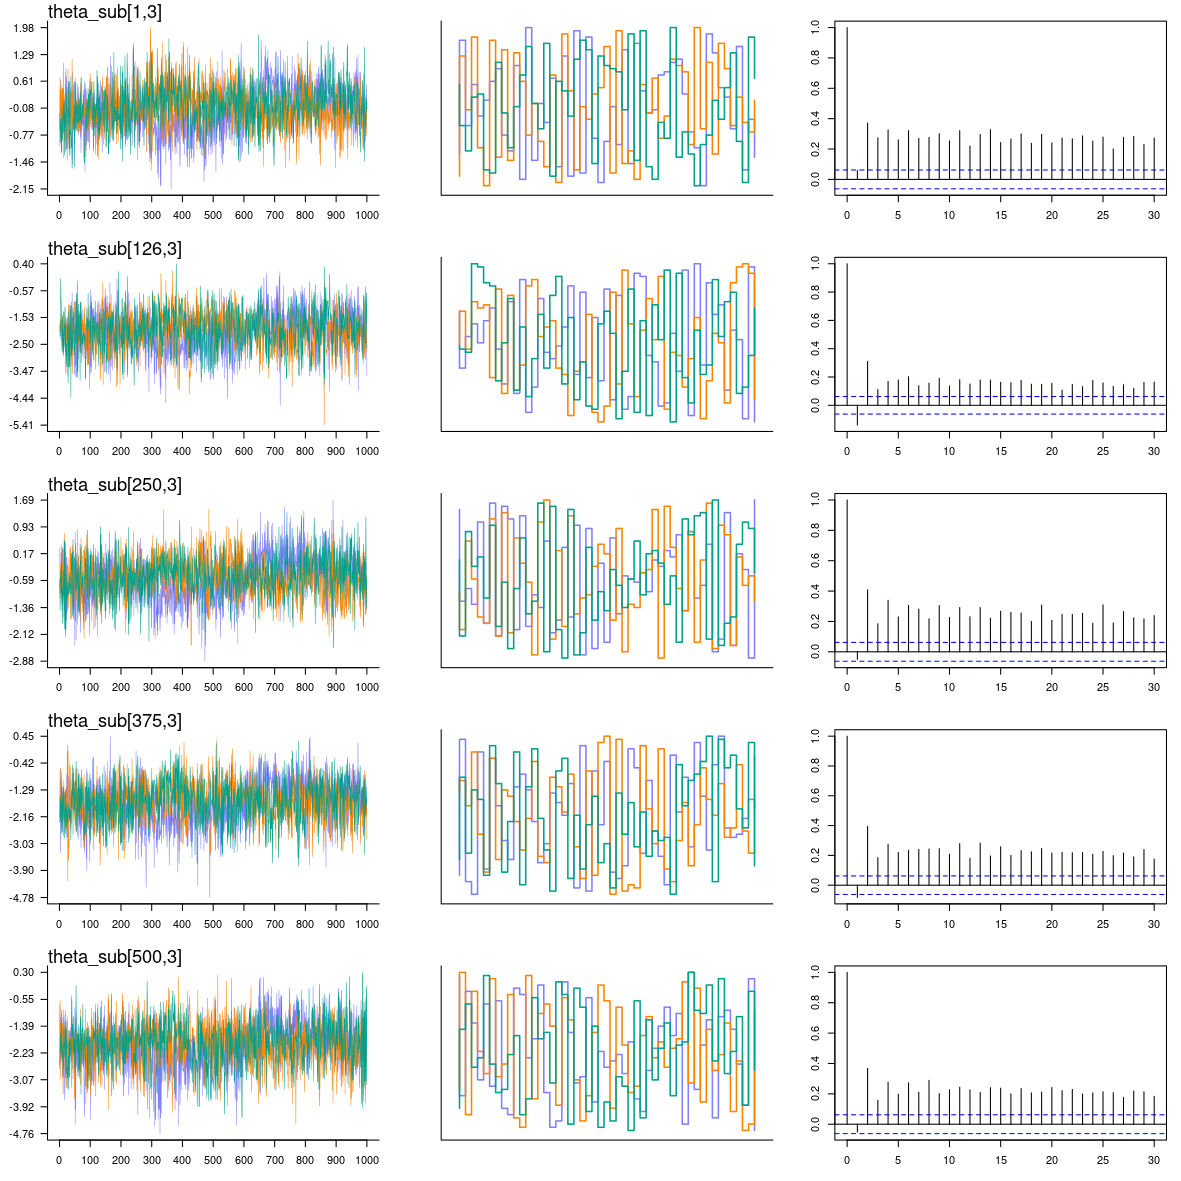 theta_sub[1,3]
1.98
1.29
0.61
-0.08
-0.77
-1.46
-2.15
0 100 200 300 400 500 600 700 800 900 1000
0.0 0.2 0.4 0.6 0.8 1.0
0 5 10 15 20 25 30
theta_sub[126,3]
0.40
-0.57
-1.53
-2.50
-3.47
-4.44
-5.41
0 100 200 300 400 500 600 700 800 900 1000
0.0 0.2 0.4 0.6 0.8 1.0
0 5 10 15 20 25 30
theta_sub[250,3]
1.69
0.93
0.17
-0.59
-1.36
-2.12
-2.88
0 100 200 300 400 500 600 700 800 900 1000
0.0 0.2 0.4 0.6 0.8 1.0
0 5 10 15 20 25 30
theta_sub[375,3]
0.45
-0.42
-1.29
-2.16
-3.03
-3.90
-4.78
0 100 200 300 400 500 600 700 800 900 1000
0.0 0.2 0.4 0.6 0.8 1.0
0 5 10 15 20 25 30
theta_sub[500,3]
0.30
-0.55
-1.39
-2.23
-3.07
-3.92
-4.76
0 100 200 300 400 500 600 700 800 900 1000
0.0 0.2 0.4 0.6 0.8 1.0
0 5 10 15 20 25 30